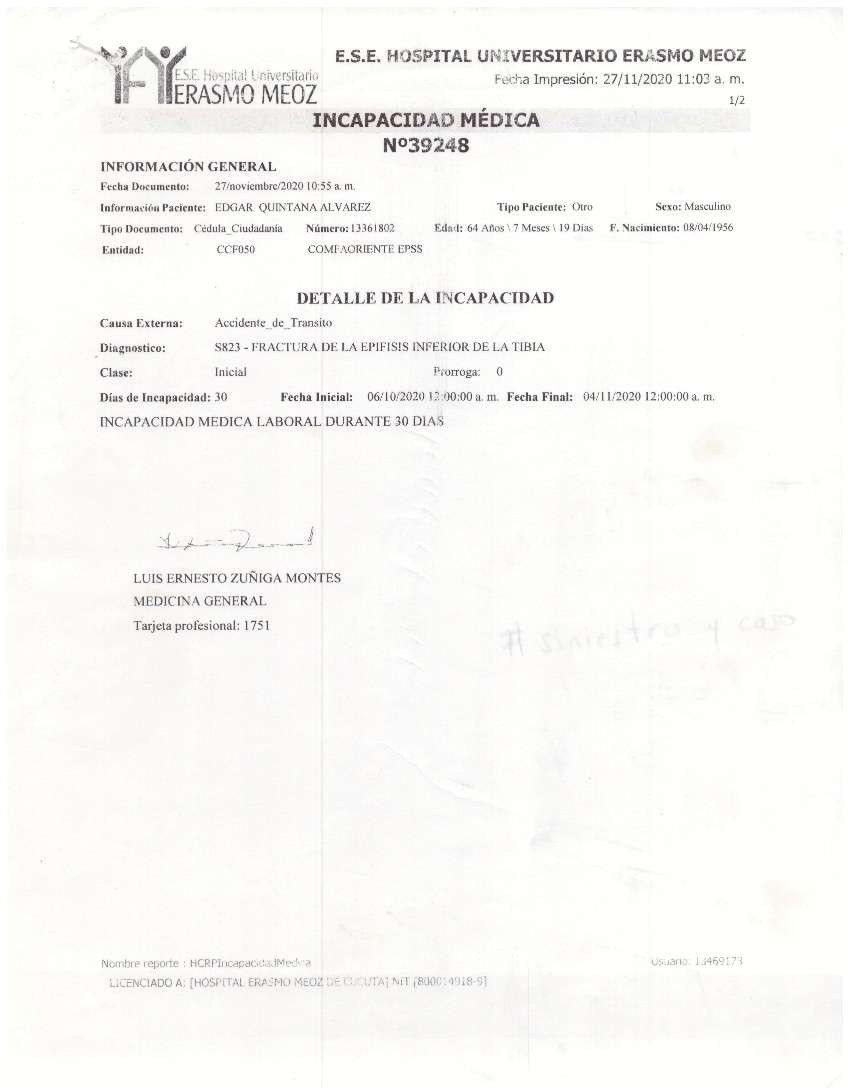 E.S.E. Hospital Universitario
ERASMO MEOZ
E.S.E. HOSPITAL UNIVERSITARIO ERASMO MEOZ
Fecha Impresión: 27/11/2020 11:03 a. m.
1/2
INCAPACIDAD MÉDICA
Nº39248
INFORMACIÓN GENERAL
Fecha Documento: 27/noviembre/2020 10:55 a. m.
Información Paciente: EDGAR QUINTANA ALVAREZ Tipo Paciente: Otro Sexo: Masculino
Tipo Documento: Cédula_Ciudadanía Número: 13361802 Edad: 64 Años \ 7 Meses \ 19 Días F. Nacimiento: 08/04/1956
Entidad: CCF050 COMFAORIENTE EPSS
DETALLE DE LA INCAPACIDAD
Causa Externa: Accidente_de_Transito
Diagnostico: S823 - FRACTURA DE LA EPIFISIS INFERIOR DE LA TIBIA
Clase: Inicial Prorroga: 0
Días de Incapacidad: 30 Fecha Inicial: 06/10/2020 12:00:00 a. m. Fecha Final: 04/11/2020 12:00:00 a. m.
INCAPACIDAD MEDICA LABORAL DURANTE 30 DIAS
LUIS ERNESTO ZUÑIGA MONTES
MEDICINA GENERAL
Tarjeta profesional: 1751
# siniestro y caso
Nombre reporte : HCRPIncapacidadMedica Usuario: 13469173
LICENCIADO A: [HOSPITAL ERASMO MEOZ DE CUCUTA] NIT [800014918-9]